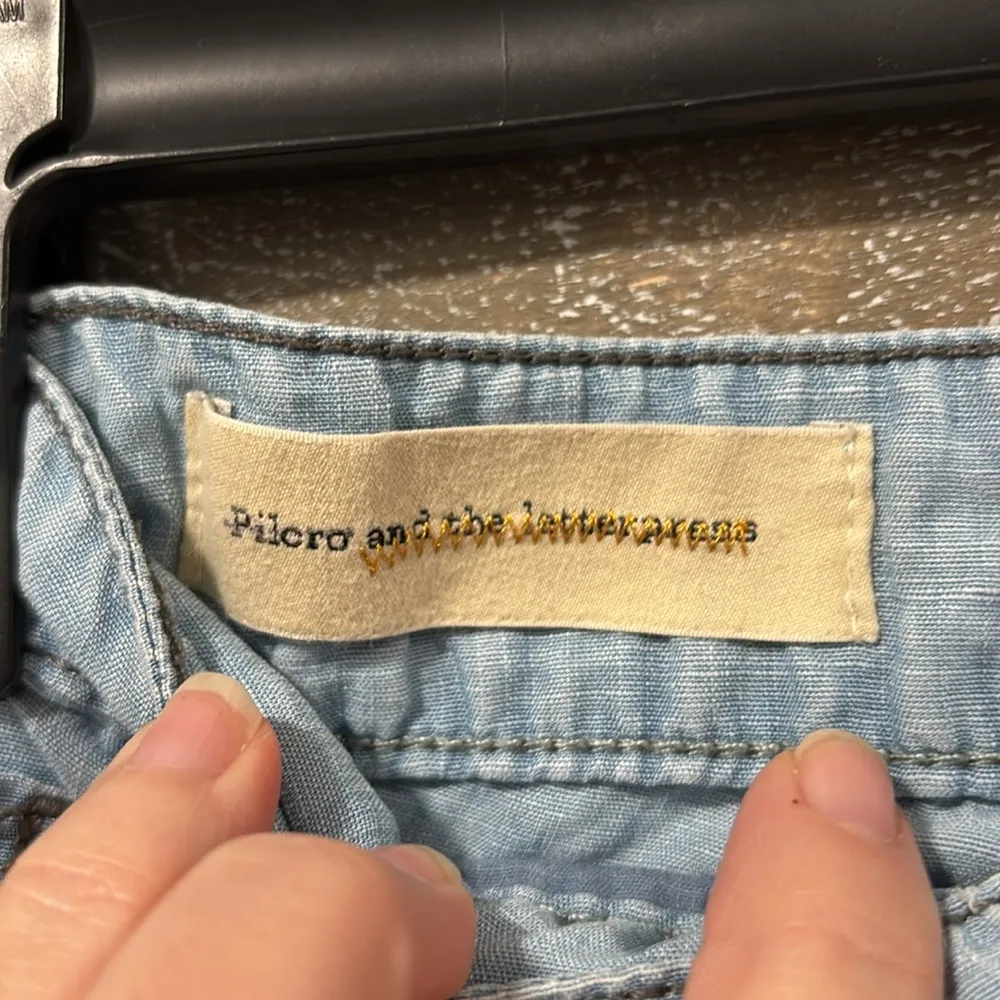 Pilcro and the letterpress